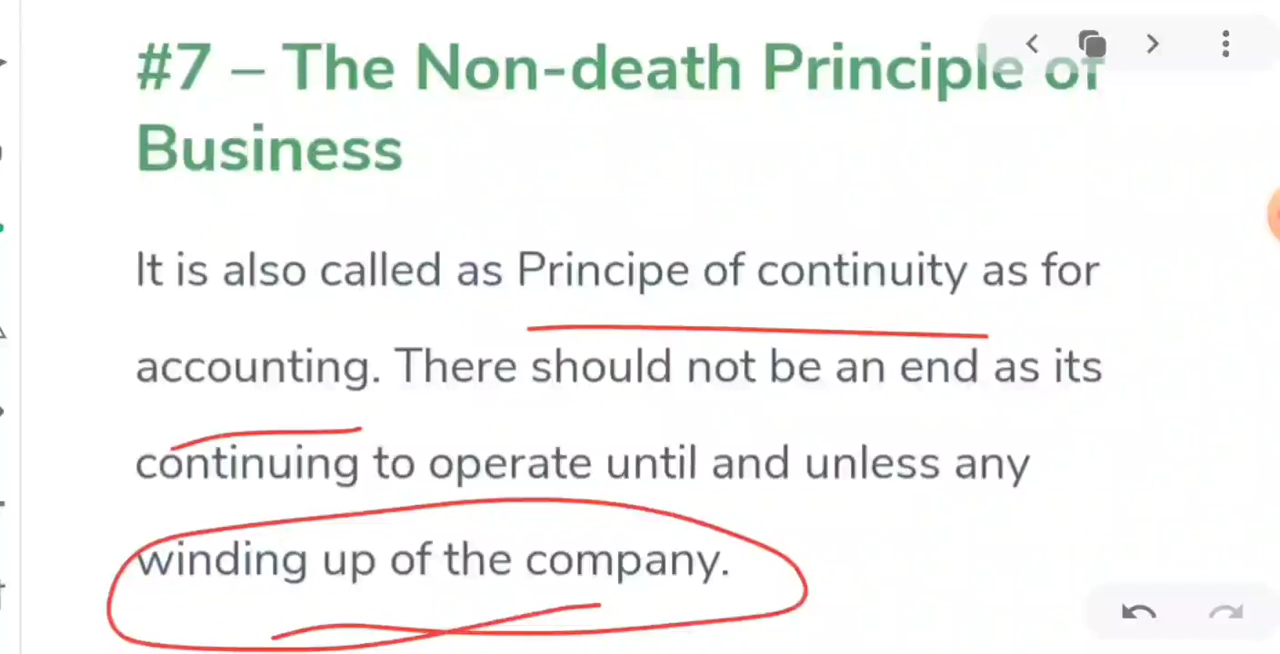 #7 – The Non-death Principle of
Business
It is also called as Principe of continuity as for
accounting. There should not be an end as its
continuing to operate until and unless any
winding up of the company.